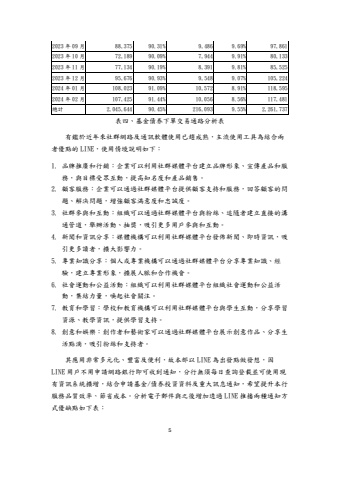 2023 年 09 月 88,375 90.31% 9,486 9.69% 97,861
2023 年 10 月 72,189 90.09% 7,944 9.91% 80,133
2023 年 11 月 77,134 90.19% 8,391 9.81% 85,525
2023 年 12 月 95,676 90.93% 9,548 9.07% 105,224
2024 年 01 月 108,023 91.09% 10,572 8.91% 118,595
2024 年 02 月 107,425 91.44% 10,056 8.56% 117,481
總計 2,045,644 90.45% 216,093 9.53% 2,261,737
表四、基金債券下單交易通路分析表
有鑑於近年來社群網路及通訊軟體使用已趨成熟，主流使用工具為結合兩
者優點的 LINE，使用情境說明如下：
1. 品牌推廣和行銷：企業可以利用社群媒體平台建立品牌形象、宣傳產品和服
務，與目標受眾互動，提高知名度和產品銷售。
2. 顧客服務：企業可以通過社群媒體平台提供顧客支持和服務，回答顧客的問
題、解決問題，增強顧客滿意度和忠誠度。
3. 社群參與和互動：組織可以通過社群媒體平台與粉絲、追隨者建立直接的溝
通管道，舉辦活動、抽獎，吸引更多用戶參與和互動。
4. 新聞和資訊分享：媒體機構可以利用社群媒體平台發佈新聞、即時資訊，吸
引更多讀者，擴大影響力。
5. 專業知識分享：個人或專業機構可以通過社群媒體平台分享專業知識、經
驗，建立專業形象，擴展人脈和合作機會。
6. 社會運動和公益活動：組織可以利用社群媒體平台組織社會運動和公益活
動，集結力量，喚起社會關注。
7. 教育和學習：學校和教育機構可以利用社群媒體平台與學生互動，分享學習
資源、教學資訊，提供學習支持。
8. 創意和娛樂：創作者和藝術家可以通過社群媒體平台展示創意作品、分享生
活點滴，吸引粉絲和支持者。
其應用非常多元化、豐富及便利，故本部以 LINE 為出發點做發想，因
LINE 用戶不用申請網路銀行即可收到通知，分行無須每日查詢登載並可使用現
有資訊系統擴增，結合申請基金/債券投資資料及重大訊息通知，希望提升本行
服務品質效率、節省成本。分析電子郵件與之後增加透過 LINE 推播兩種通知方
式優缺點如下表：
5